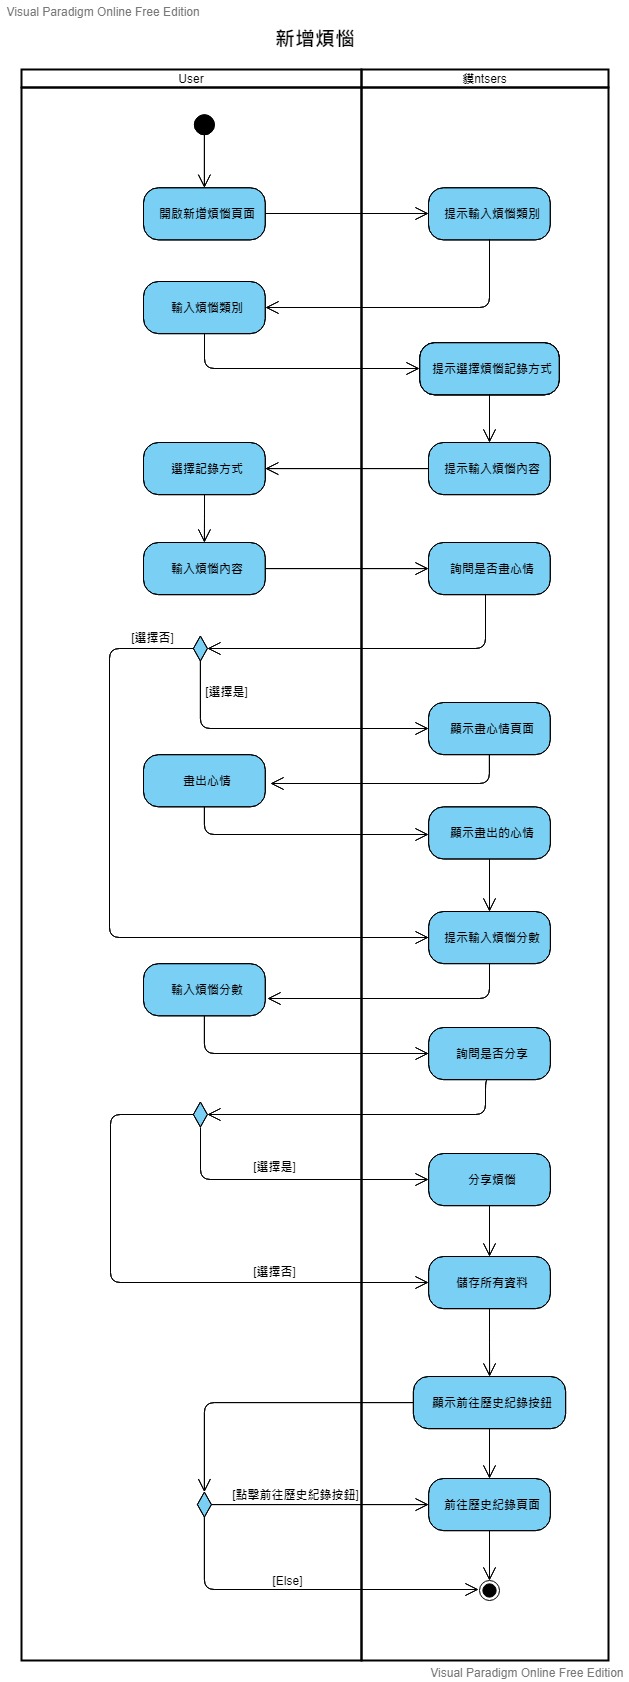 Visual Paradigm Online Free Edition
新增煩惱
User
貘ntsers
開啟新增煩惱頁面
提示輸入煩惱類別
輸入煩惱類別
提示選擇煩惱記錄方式
選擇記錄方式
提示輸入煩惱內容
輸入煩惱內容
詢問是否畫心情
[選擇否]
[選擇是]
顯示畫心情頁面
畫出心情
顯示畫出的心情
提示輸入煩惱分數
輸入煩惱分數
詢問是否分享
[選擇是]
分享煩惱
[選擇否]
儲存所有資料
顯示前往歷史紀錄按鈕
[點擊前往歷史紀錄按鈕]
前往歷史紀錄頁面
[Else]
Visual Paradigm Online Free Edition